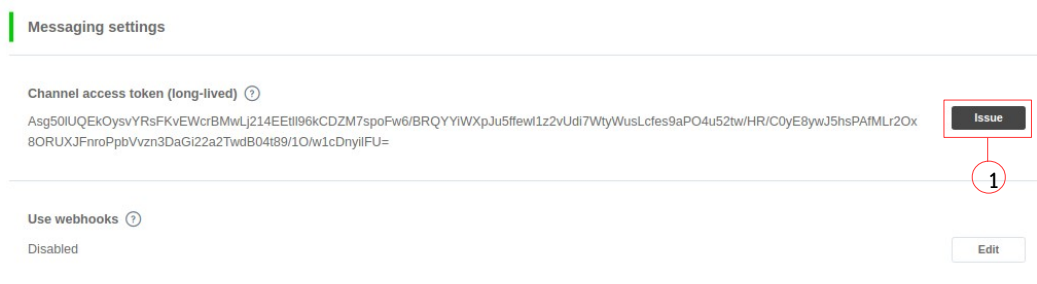 Messaging settings
Channel access token (long-lived) ?
Asg50lUQEkOysvYRsFKvEWcrBMwLj214EEtll96kCDZM7spoFw6/BRQYYiWXpJu5ffewl1z2vUdi7WtyWusLcfes9aPO4u52tw/HR/C0yE8ywJ5hsPAfMLr2Ox
8ORUXJFnroPpbVvzn3DaGi22a2TwdB04t89/1O/w1cDnyilFU=
Issue
1
Use webhooks ?
Disabled
Edit